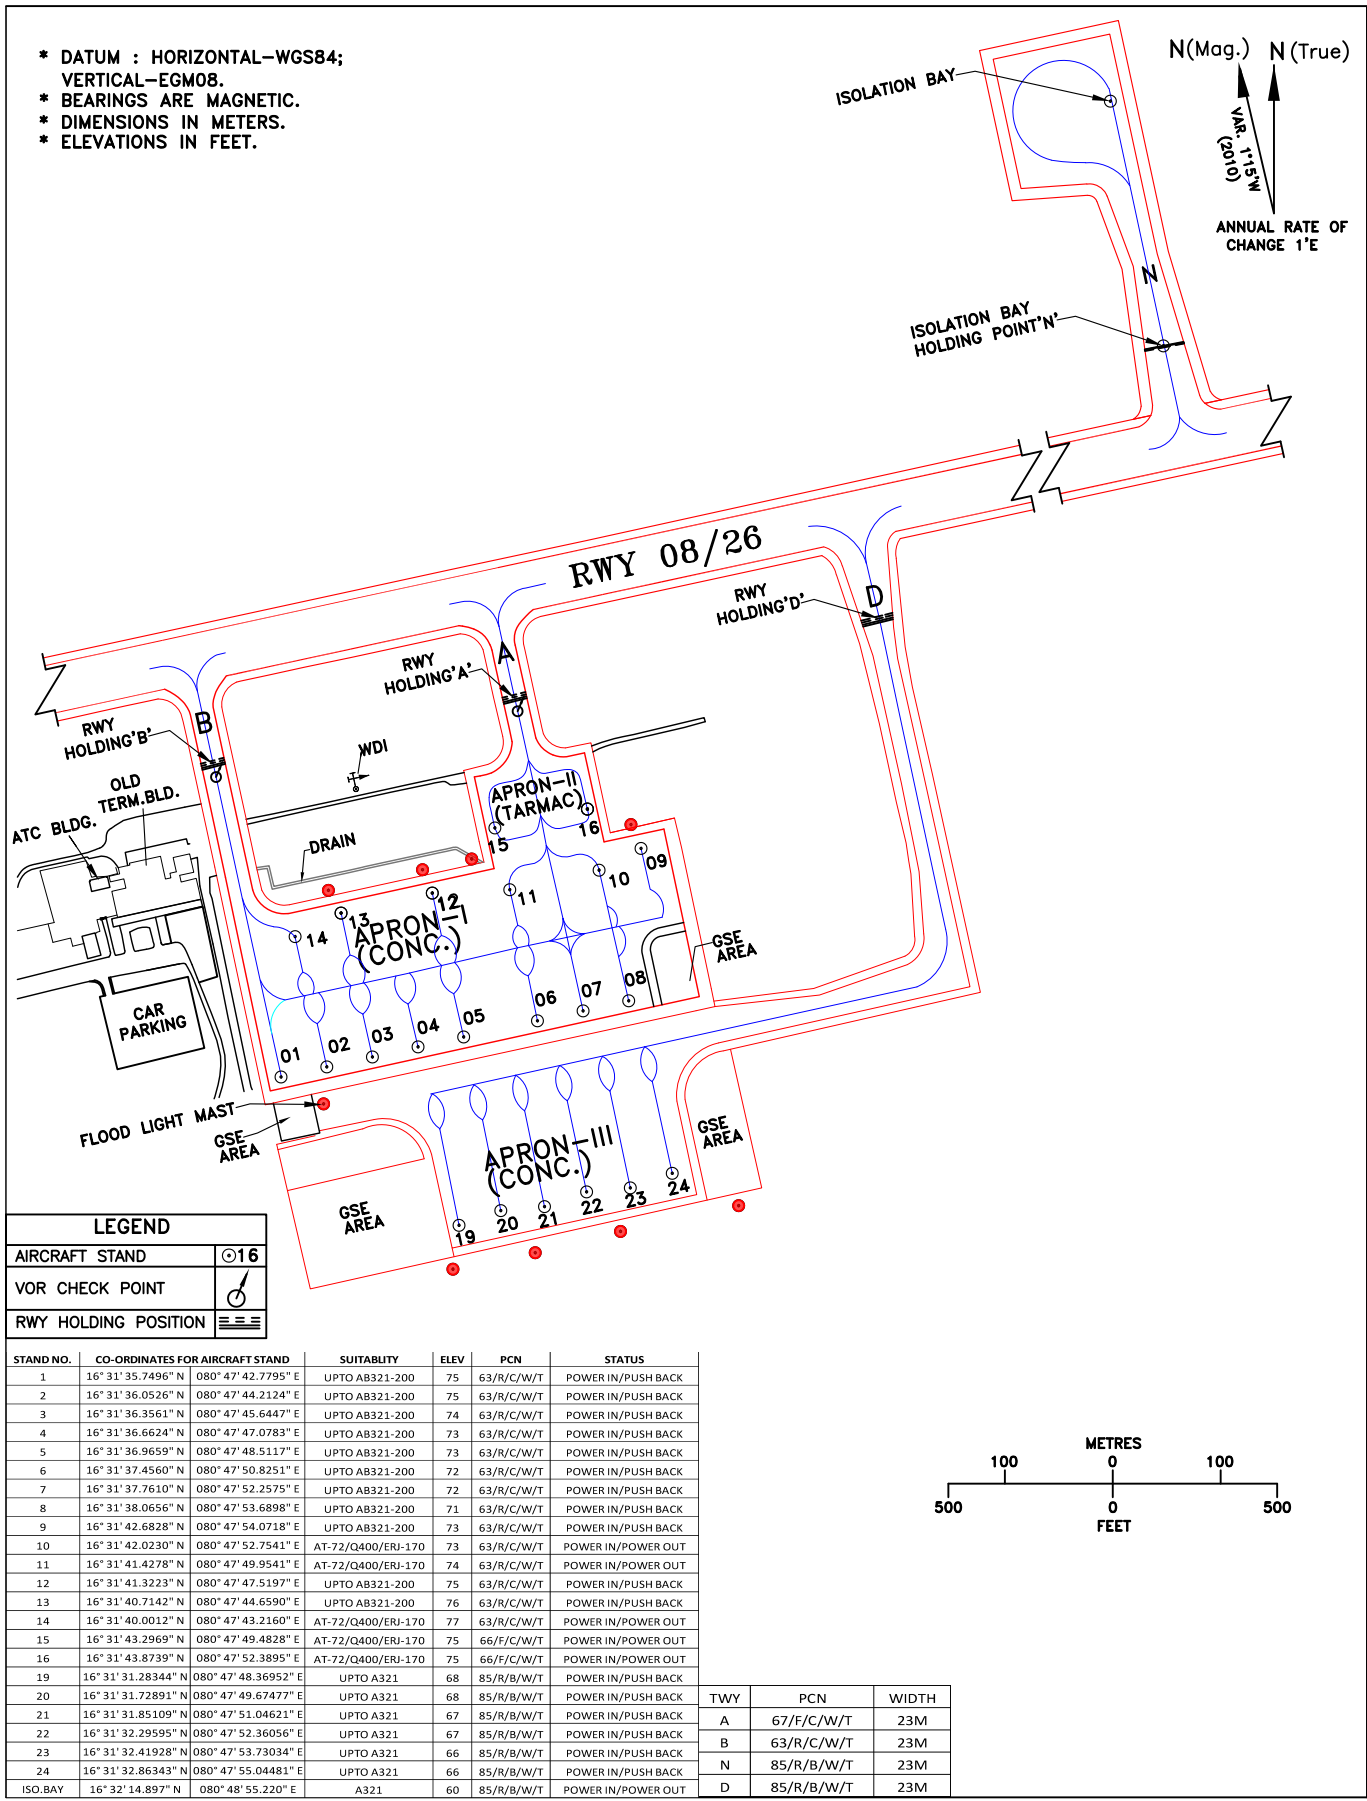 * DATUM : HORIZONTAL-WGS84;
VERTICAL-EGM08.
* BEARINGS ARE MAGNETIC.
* DIMENSIONS IN METERS.
* ELEVATIONS IN FEET.
N(Mag.) N(True)
VAR. 1°15'W
(2010)
ANNUAL RATE OF
CHANGE 1'E
ISOLATION BAY
N
ISOLATION BAY
HOLDING POINT'N'
RWY 08/26
RWY
HOLDING'D'
D
A
RWY
HOLDING'A'
B
RWY
HOLDING'B'
WDI
OLD
TERM.BLD.
ATC BLDG.
DRAIN
APRON-II
(TARMAC)
15
16
09
10
11
12
13
14
APRON-I
(CONC.)
GSE
AREA
CAR
PARKING
01
02
03
04
05
06
07
08
FLOOD LIGHT MAST
GSE
AREA
GSE
AREA
APRON-III
(CONC.)
GSE
AREA
19
20
21
22
23
24
LEGEND
AIRCRAFT STAND 16
VOR CHECK POINT
RWY HOLDING POSITION
STAND NO. CO-ORDINATES FOR AIRCRAFT STAND SUITABLITY ELEV PCN STATUS
1 16° 31' 35.7496" N 080° 47' 42.7795" E UPTO AB321-200 75 63/R/C/W/T POWER IN/PUSH BACK
2 16° 31' 36.0526" N 080° 47' 44.2124" E UPTO AB321-200 75 63/R/C/W/T POWER IN/PUSH BACK
3 16° 31' 36.3561" N 080° 47' 45.6447" E UPTO AB321-200 74 63/R/C/W/T POWER IN/PUSH BACK
4 16° 31' 36.6624" N 080° 47' 47.0783" E UPTO AB321-200 73 63/R/C/W/T POWER IN/PUSH BACK
5 16° 31' 36.9659" N 080° 47' 48.5117" E UPTO AB321-200 73 63/R/C/W/T POWER IN/PUSH BACK
6 16° 31' 37.4560" N 080° 47' 50.8251" E UPTO AB321-200 72 63/R/C/W/T POWER IN/PUSH BACK
7 16° 31' 37.7610" N 080° 47' 52.2575" E UPTO AB321-200 72 63/R/C/W/T POWER IN/PUSH BACK
8 16° 31' 38.0656" N 080° 47' 53.6898" E UPTO AB321-200 71 63/R/C/W/T POWER IN/PUSH BACK
9 16° 31' 42.6828" N 080° 47' 54.0718" E UPTO AB321-200 73 63/R/C/W/T POWER IN/PUSH BACK
10 16° 31' 42.0230" N 080° 47' 52.7541" E AT-72/Q400/ERJ-170 73 63/R/C/W/T POWER IN/POWER OUT
11 16° 31' 41.4278" N 080° 47' 49.9541" E AT-72/Q400/ERJ-170 74 63/R/C/W/T POWER IN/POWER OUT
12 16° 31' 41.3223" N 080° 47' 47.5197" E UPTO AB321-200 75 63/R/C/W/T POWER IN/PUSH BACK
13 16° 31' 40.7142" N 080° 47' 44.6590" E UPTO AB321-200 76 63/R/C/W/T POWER IN/PUSH BACK
14 16° 31' 40.0012" N 080° 47' 43.2160" E AT-72/Q400/ERJ-170 77 63/R/C/W/T POWER IN/POWER OUT
15 16° 31' 43.2969" N 080° 47' 49.4828" E AT-72/Q400/ERJ-170 75 66/F/C/W/T POWER IN/POWER OUT
16 16° 31' 43.8739" N 080° 47' 52.3895" E AT-72/Q400/ERJ-170 75 66/F/C/W/T POWER IN/POWER OUT
19 16° 31' 31.28344" N 080° 47' 48.36952" E UPTO A321 68 85/R/B/W/T POWER IN/PUSH BACK
20 16° 31' 31.72891" N 080° 47' 49.67477" E UPTO A321 68 85/R/B/W/T POWER IN/PUSH BACK
21 16° 31' 31.85109" N 080° 47' 51.04621" E UPTO A321 67 85/R/B/W/T POWER IN/PUSH BACK
22 16° 31' 32.29595" N 080° 47' 52.36056" E UPTO A321 67 85/R/B/W/T POWER IN/PUSH BACK
23 16° 31' 32.41928" N 080° 47' 53.73034" E UPTO A321 66 85/R/B/W/T POWER IN/PUSH BACK
24 16° 31' 32.86343" N 080° 47' 55.04481" E UPTO A321 66 85/R/B/W/T POWER IN/PUSH BACK
ISO.BAY 16° 32' 14.897" N 080° 48' 55.220" E A321 60 85/R/B/W/T POWER IN/POWER OUT
TWY PCN WIDTH
A 67/F/C/W/T 23M
B 63/R/C/W/T 23M
N 85/R/B/W/T 23M
D 85/R/B/W/T 23M
METRES
100 0 100
500 0 500
FEET